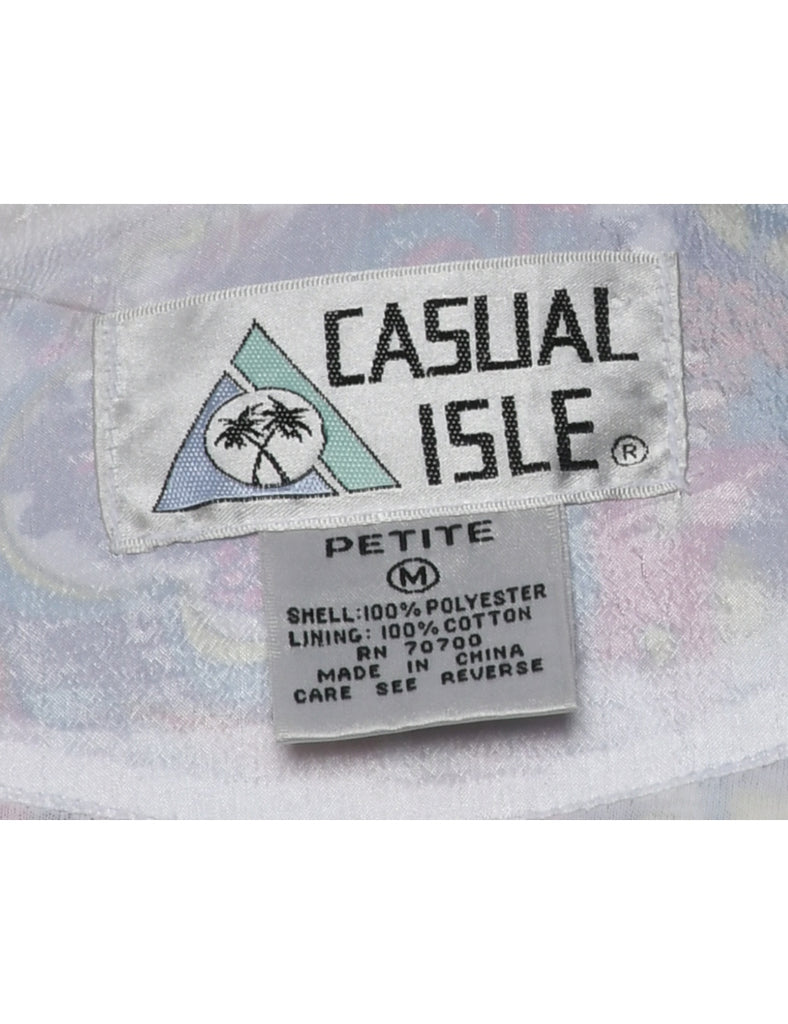 CASUAL
ISLE ®
PETITE
M
SHELL:100% POLYESTER
LINING: 100% COTTON
RN 70700
MADE IN CHINA
CARE SEE REVERSE